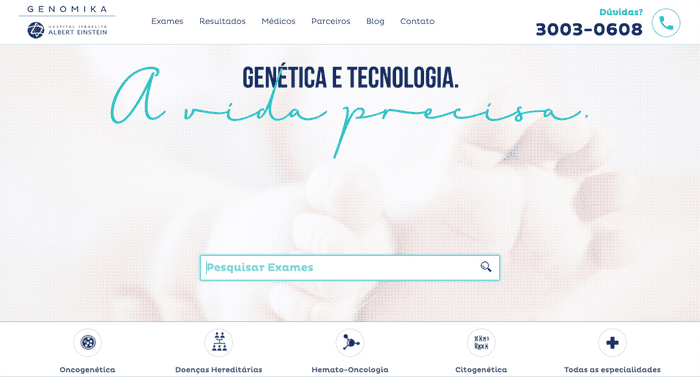 GENOMIKA
HOSPITAL ISRAELITA
ALBERT EINSTEIN
Exames Resultados Médicos Parceiros Blog Contato
Dúvidas?
3003-0608
GENÉTICA E TECNOLOGIA.
A vida precisa.
Pesquisar Exames
Oncogenética Doenças Hereditárias Hemato-Oncologia Citogenética Todas as especialidades